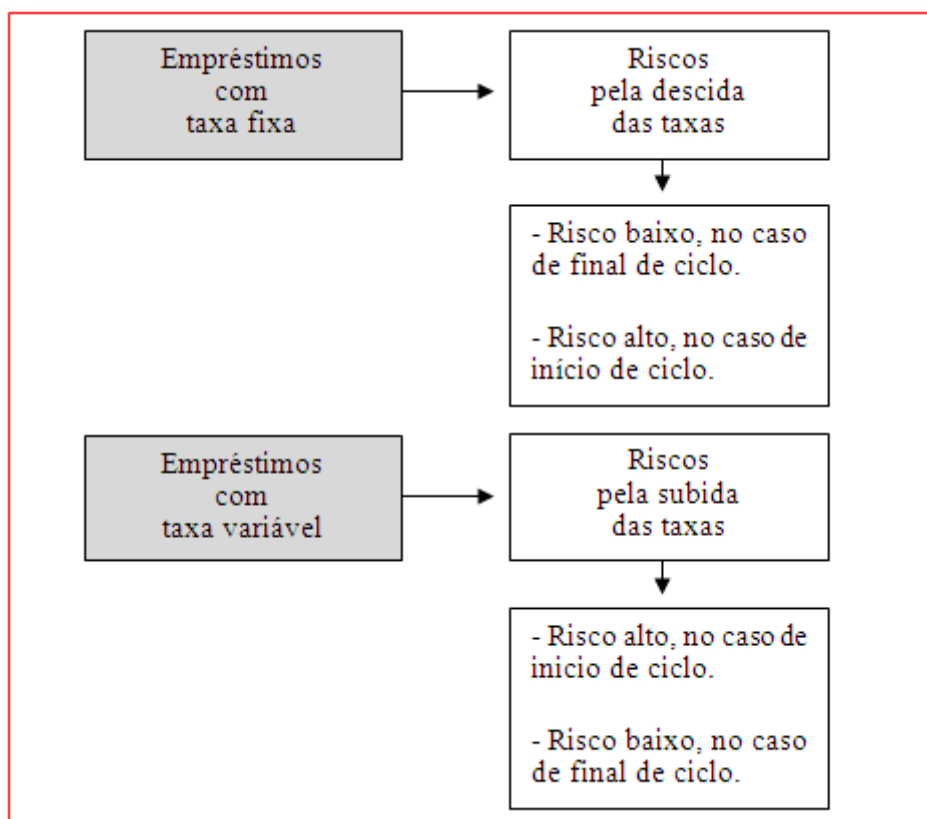 Empréstimos
com
taxa fixa
Riscos
pela descida
das taxas
- Risco baixo, no caso
de final de ciclo.
- Risco alto, no caso de
início de ciclo.
Empréstimos
com
taxa variável
Riscos
pela subida
das taxas
- Risco alto, no caso de
inicio de ciclo.
- Risco baixo, no caso
de final de ciclo.